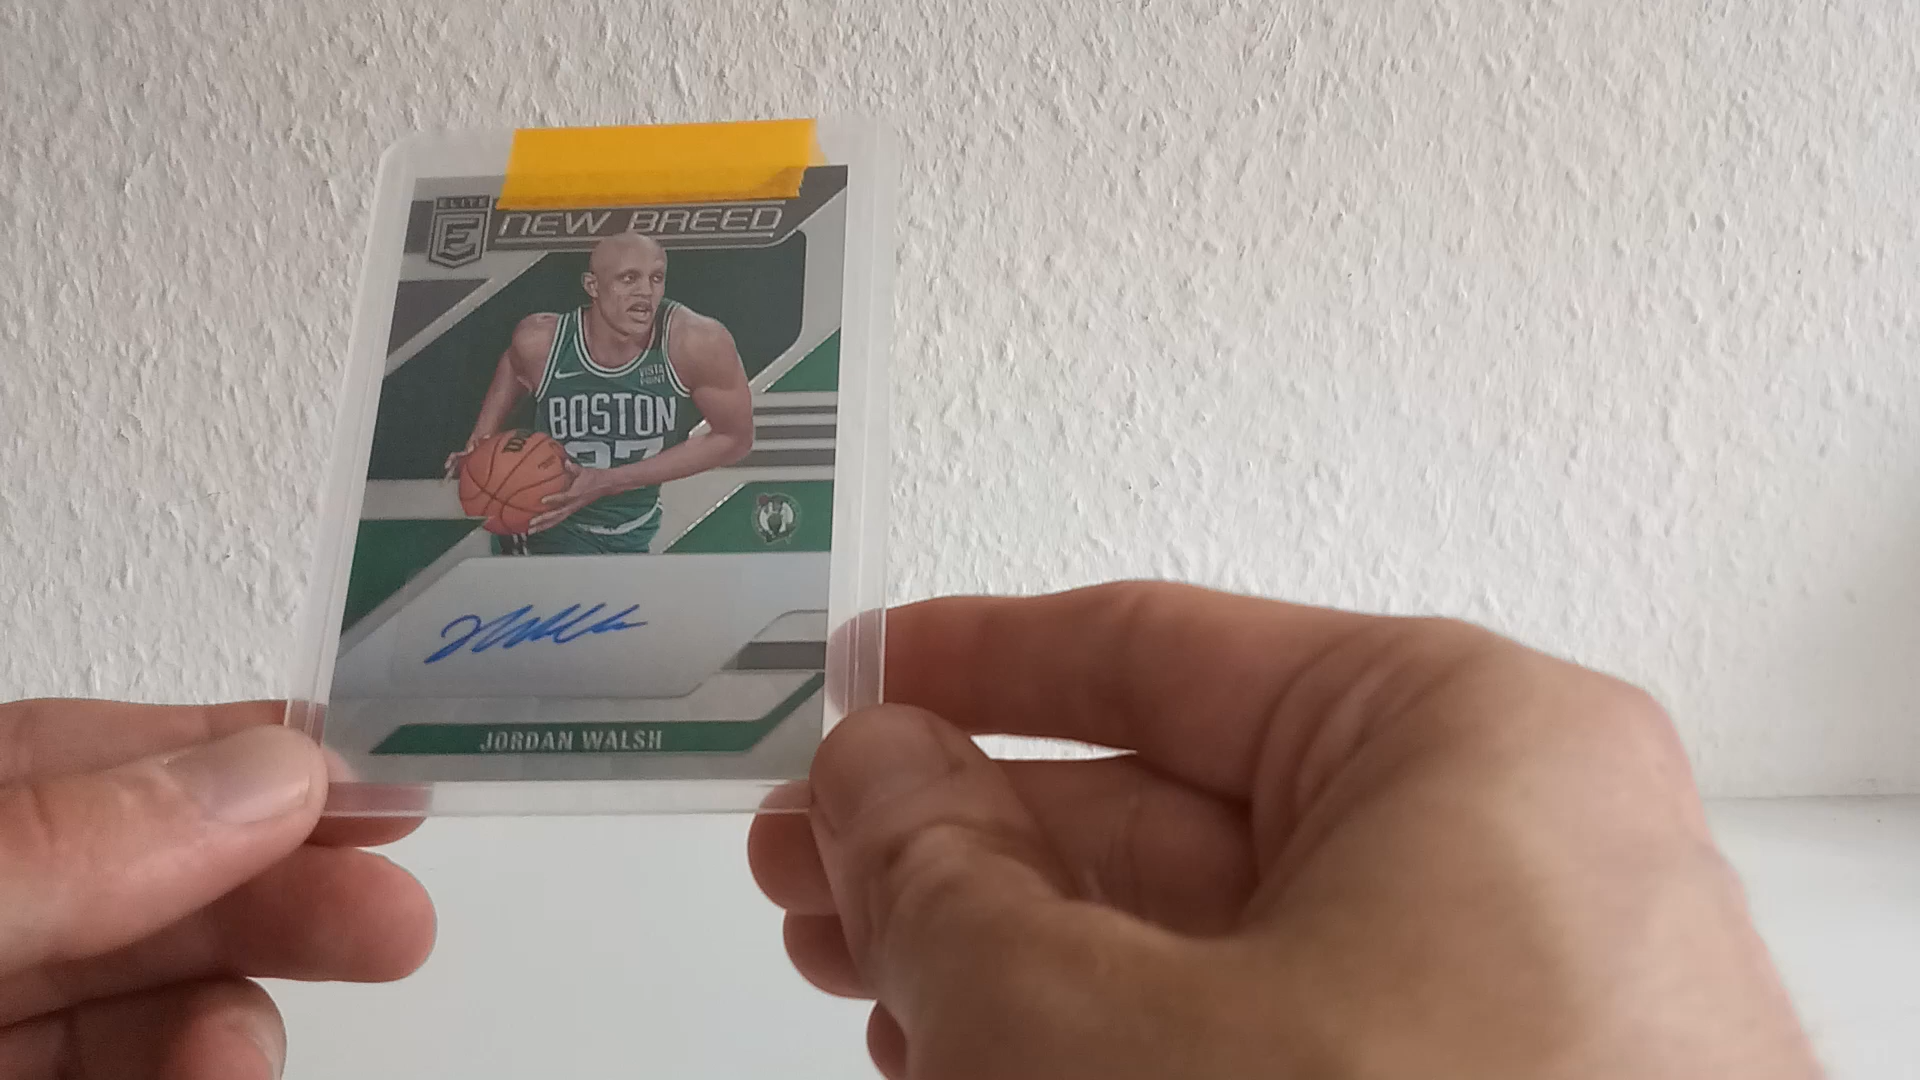 ELITE
E
NEW BREED
VISTA
PRINT
BOSTON
27
JORDAN WALSH